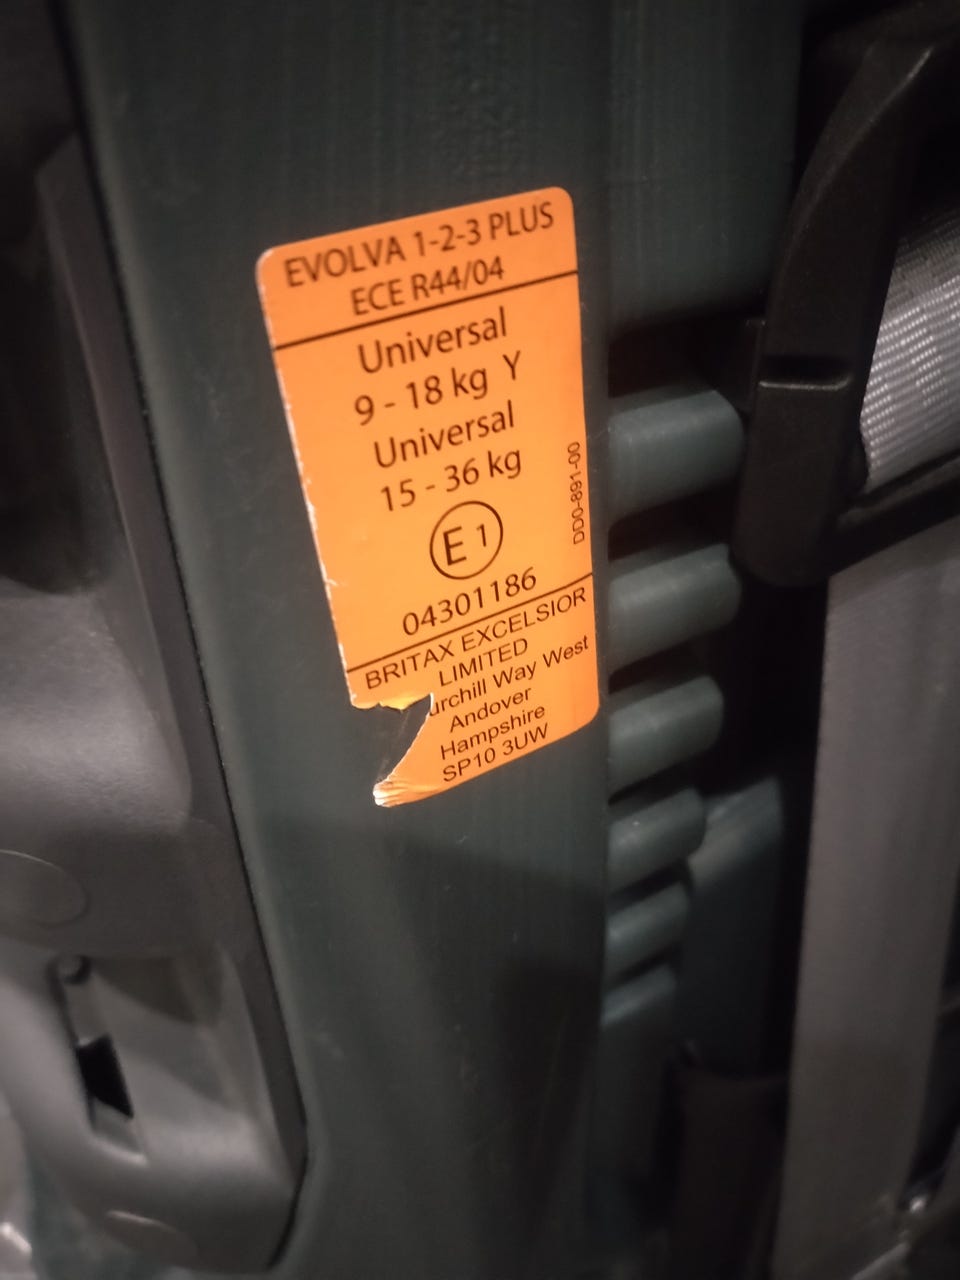 EVOLVA 1-2-3 PLUS
ECE R44/04
Universal
9 - 18 kg Y
Universal
15 - 36 kg
E 1
04301186
DD0-891-00
BRITAX EXCELSIOR
LIMITED
urchill Way West
Andover
Hampshire
SP10 3UW